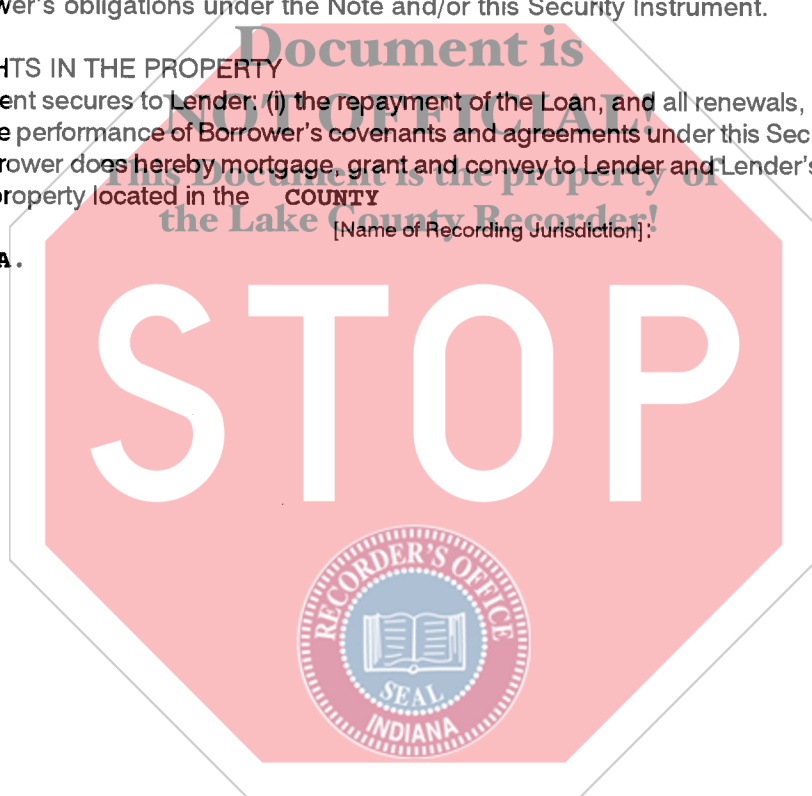 wer's obligations under the Note and/or this Security Instrument.
Document is
HTS IN THE PROPERTY
ent secures to Lender: (i) the repayment of the Loan, and all renewals,
NOT OFFICIAL!
e performance of Borrower's covenants and agreements under this Sec
rower does hereby mortgage, grant and convey to Lender and Lender's
This Document is the property of
roperty located in the COUNTY
the Lake County Recorder!
[Name of Recording Jurisdiction]:
A.
STOP
RECORDER'S OFFICE
SEAL
INDIANA